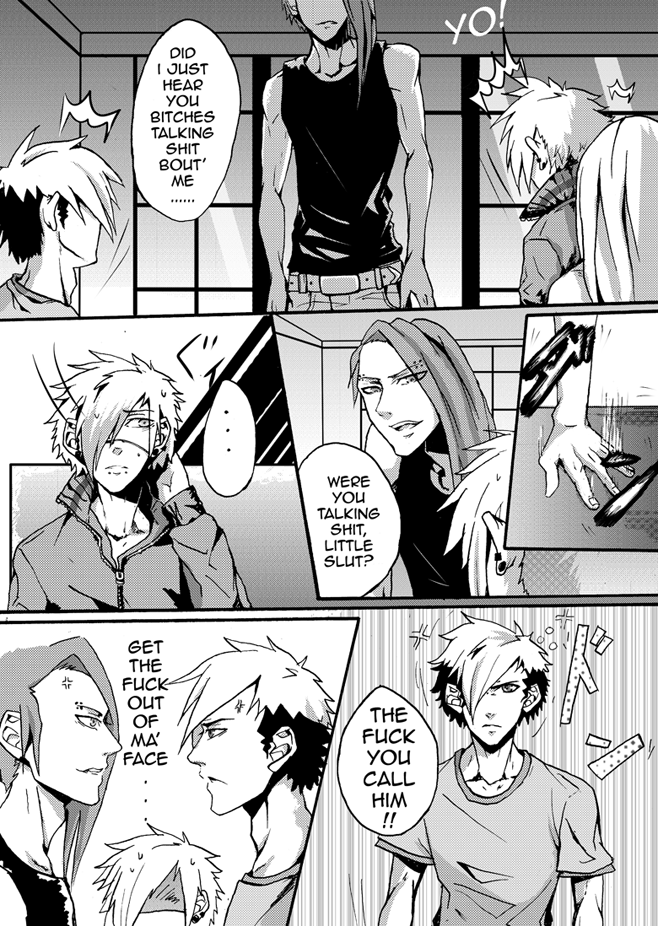 YO!
DID
I JUST
HEAR
YOU
BITCHES
TALKING
SHIT
BOUT'
ME
......
...
WERE
YOU
TALKING
SHIT,
LITTLE
SLUT?
GET
THE
FUCK
OUT
OF
MA'
FACE
.....
THE
FUCK
YOU
CALL
HIM
!!